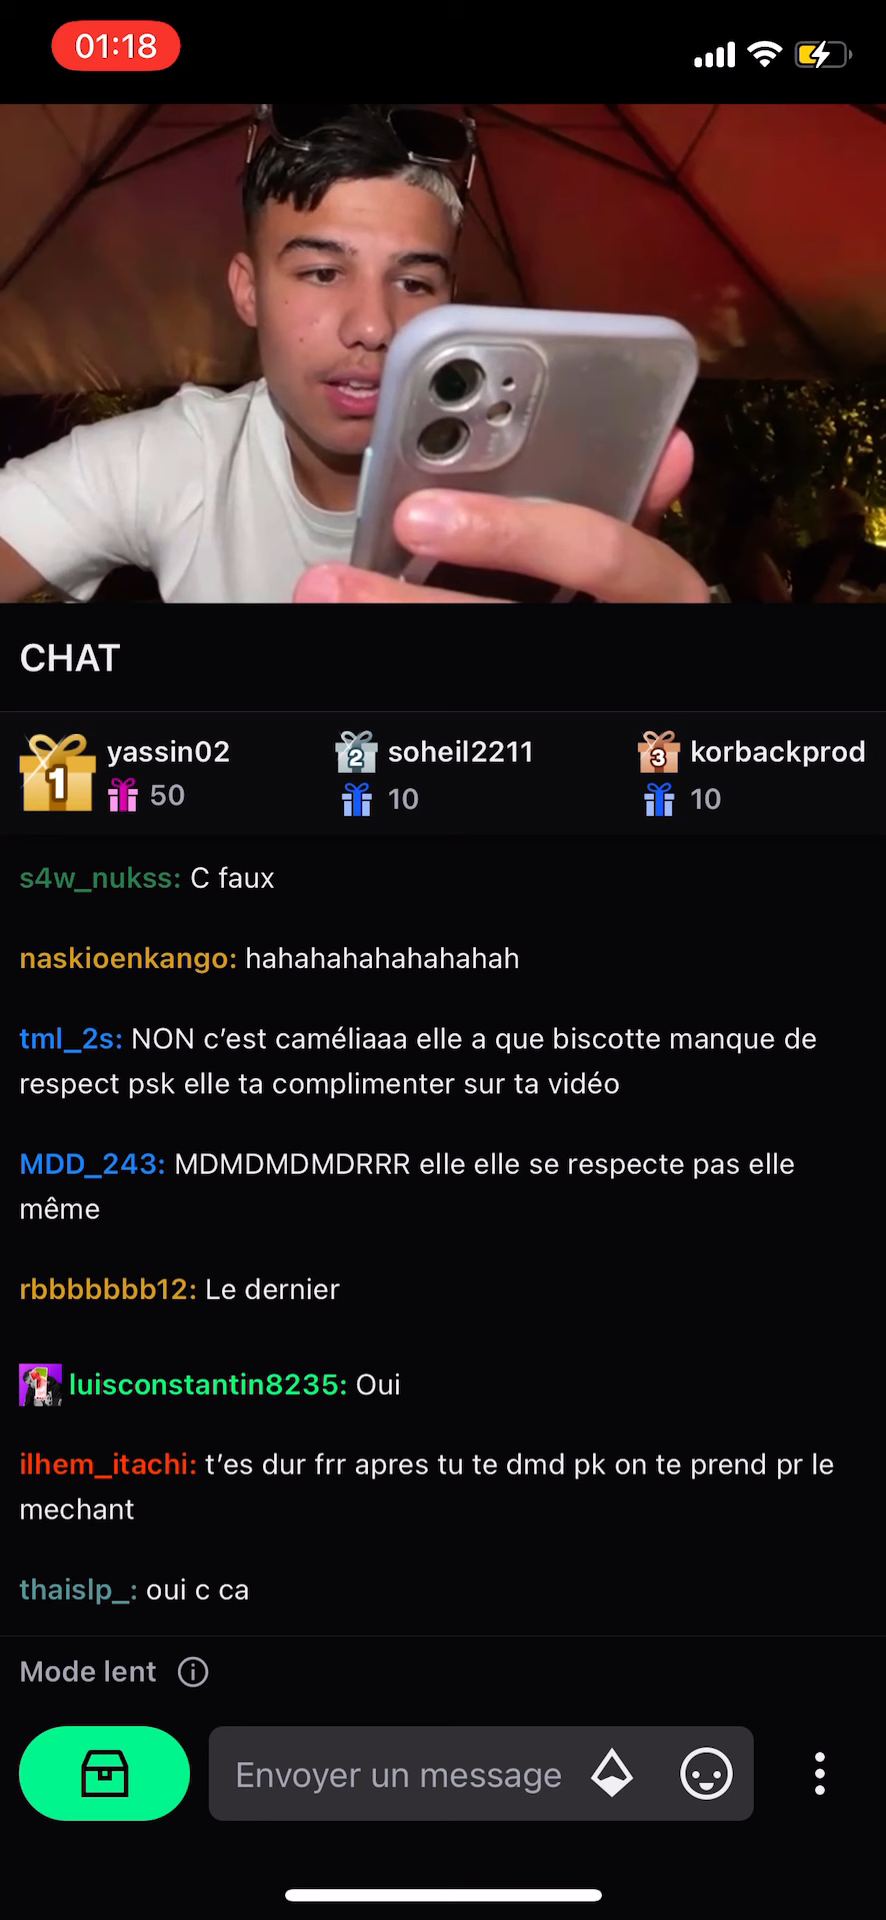 01:18
CHAT
1 yassin02 50
2 soheil2211 10
3 korbackprod 10
s4w_nukss: C faux
naskioenkango: hahahahahahahahah
tml_2s: NON c’est caméliaaa elle a que biscotte manque de
respect psk elle ta complimenter sur ta vidéo
MDD_243: MDMDMDMDRRR elle elle se respecte pas elle
même
rbbbbbbb12: Le dernier
luisconstantin8235: Oui
ilhem_itachi: t’es dur frr apres tu te dmd pk on te prend pr le
mechant
thaislp_: oui c ca
Mode lent
Envoyer un message